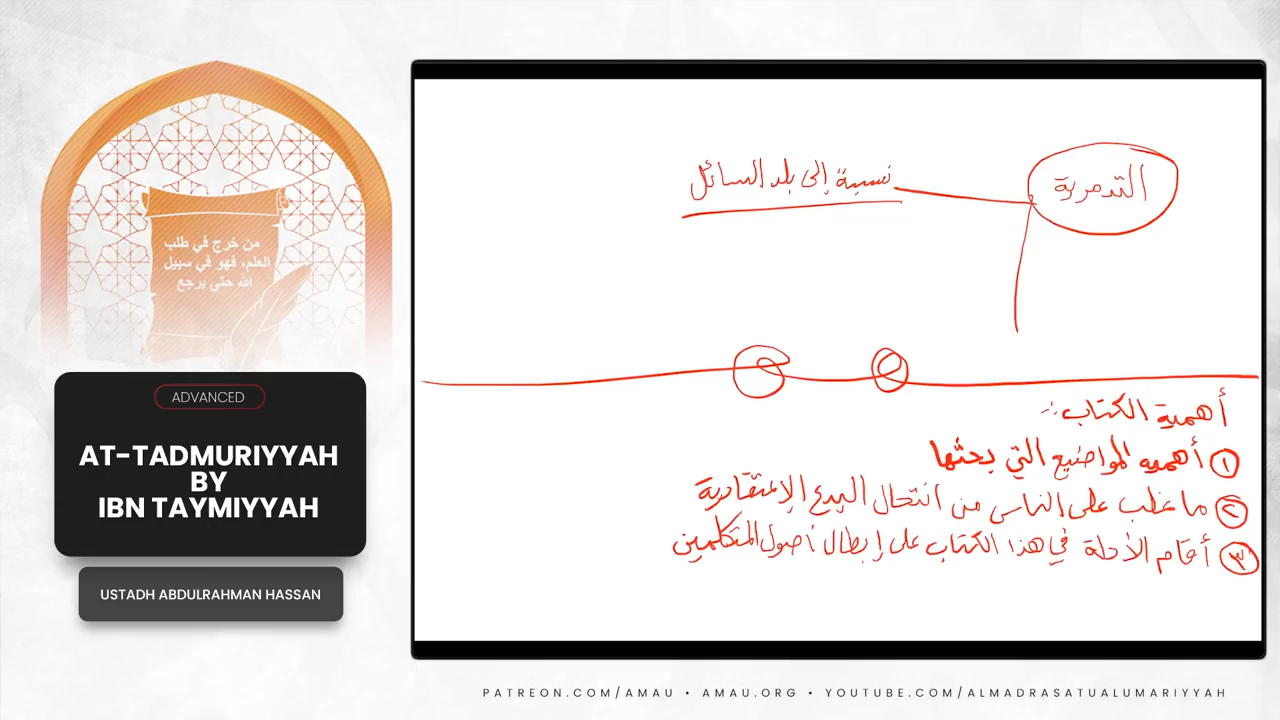 من خرج في طلب
العلم، فهو في سبيل
الله حتى يرجع
ADVANCED
AT-TADMURIYYAH
BY
IBN TAYMIYYAH
USTADH ABDULRAHMAN HASSAN
التدمرية
نسبة إلى بلد السائل
أهمية الكتاب:-
١ أهمية المواضيع التي بحثها
٢ ما غلب على الناس من انتحال البدع الإعتقادية
٣ أقام الأدلة في هذا الكتاب على إبطال أصول المتكلمين
PATREON.COM/AMAU • AMAU.ORG • YOUTUBE.COM/ALMADRASATUALUMARIYYAH